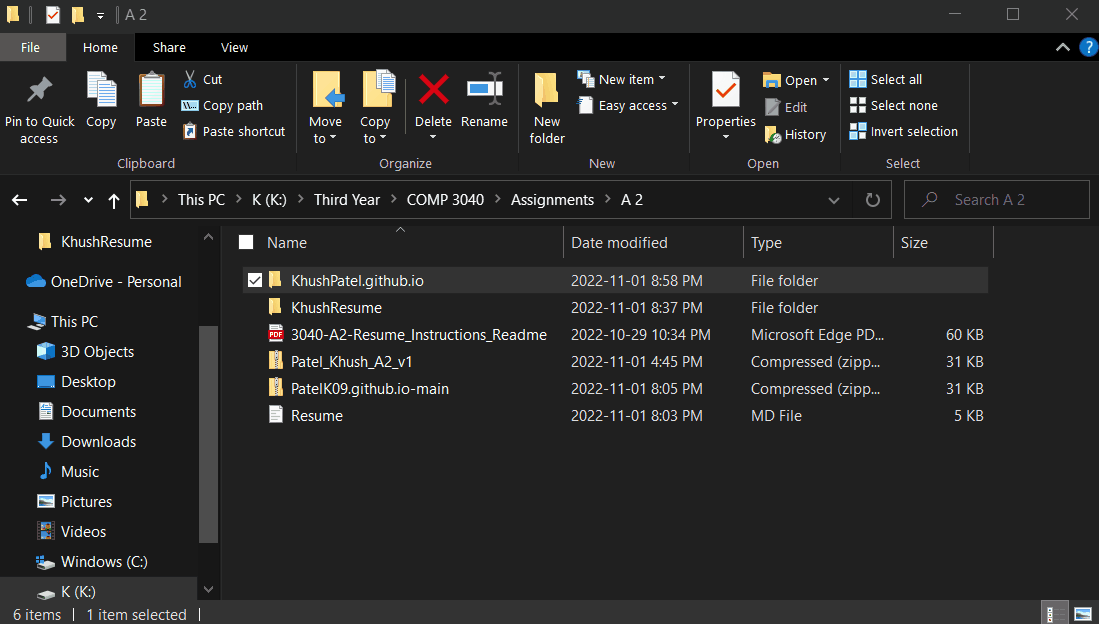 A 2
File Home Share View
Pin to Quick access
Copy
Paste
Cut
Copy path
Paste shortcut
Clipboard
Move to
Copy to
Delete
Rename
Organize
New folder
New item
Easy access
New
Properties
Open
Edit
History
Open
Select all
Select none
Invert selection
Select
This PC K (K:) Third Year COMP 3040 Assignments A 2
Search A 2
KhushResume
OneDrive - Personal
This PC
3D Objects
Desktop
Documents
Downloads
Music
Pictures
Videos
Windows (C:)
K (K:)
Name Date modified Type Size
KhushPatel.github.io 2022-11-01 8:58 PM File folder
KhushResume 2022-11-01 8:37 PM File folder
PDF 3040-A2-Resume_Instructions_Readme 2022-10-29 10:34 PM Microsoft Edge PD... 60 KB
Patel_Khush_A2_v1 2022-11-01 4:45 PM Compressed (zipp... 31 KB
PatelK09.github.io-main 2022-11-01 8:05 PM Compressed (zipp... 31 KB
Resume 2022-11-01 8:03 PM MD File 5 KB
6 items 1 item selected